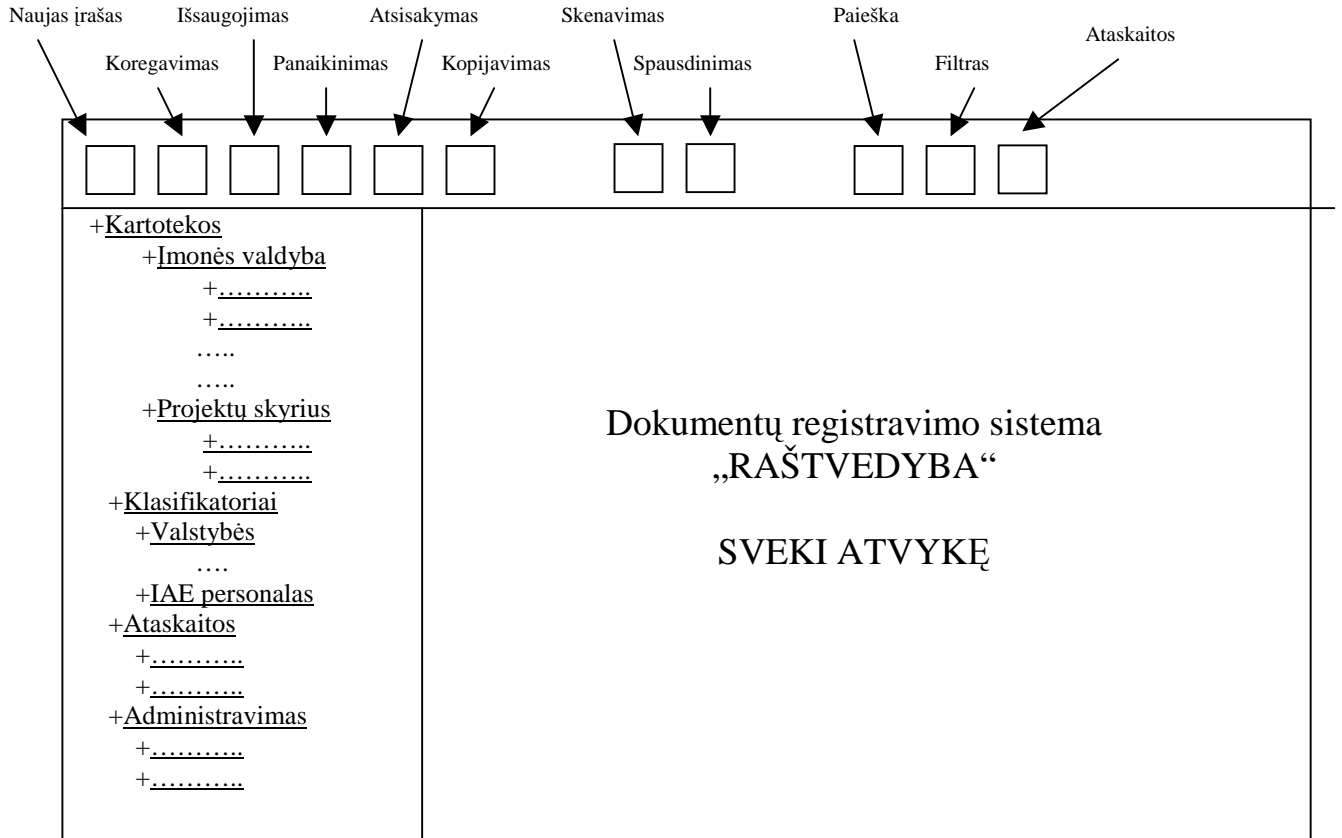 Naujas įrašas Išsaugojimas Atsisakymas Skenavimas Paieška
Ataskaitos
Koregavimas Panaikinimas Kopijavimas Spausdinimas Filtras
+Kartotekos
+Įmonės valdyba
+………..
+………..
…..
…..
+Projektų skyrius
+………..
+………..
+Klasifikatoriai
+Valstybės
….
+IAE personalas
+Ataskaitos
+………..
+………..
+Administravimas
+………..
+………..
Dokumentų registravimo sistema
„RAŠTVEDYBA“
SVEKI ATVYKĘ